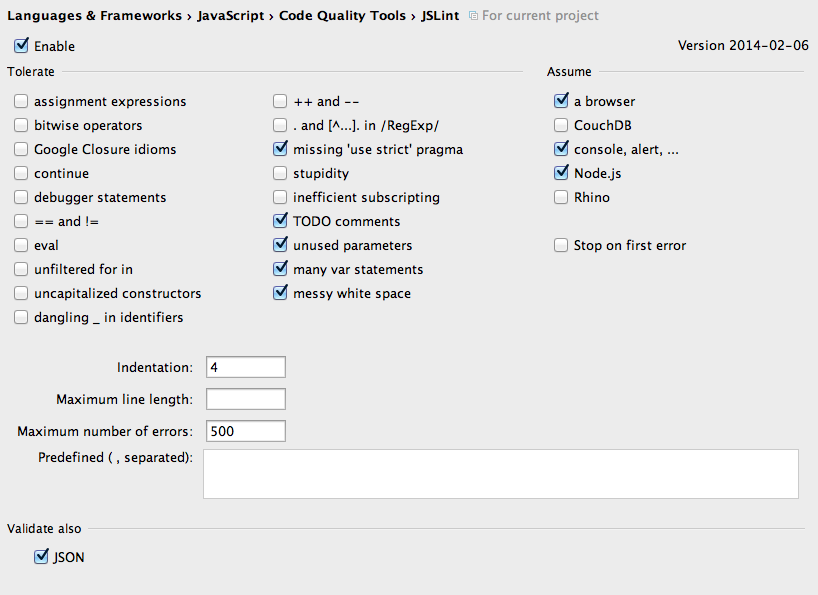 Languages & Frameworks › JavaScript › Code Quality Tools › JSLint For current project
Enable
Version 2014-02-06
Tolerate
Assume
assignment expressions
++ and --
a browser
bitwise operators
. and [^...]. in /RegExp/
CouchDB
Google Closure idioms
missing 'use strict' pragma
console, alert, ...
continue
stupidity
Node.js
debugger statements
inefficient subscripting
Rhino
== and !=
TODO comments
eval
unused parameters
Stop on first error
unfiltered for in
many var statements
uncapitalized constructors
messy white space
dangling _ in identifiers
Indentation: 4
Maximum line length:
Maximum number of errors: 500
Predefined ( , separated):
Validate also
JSON